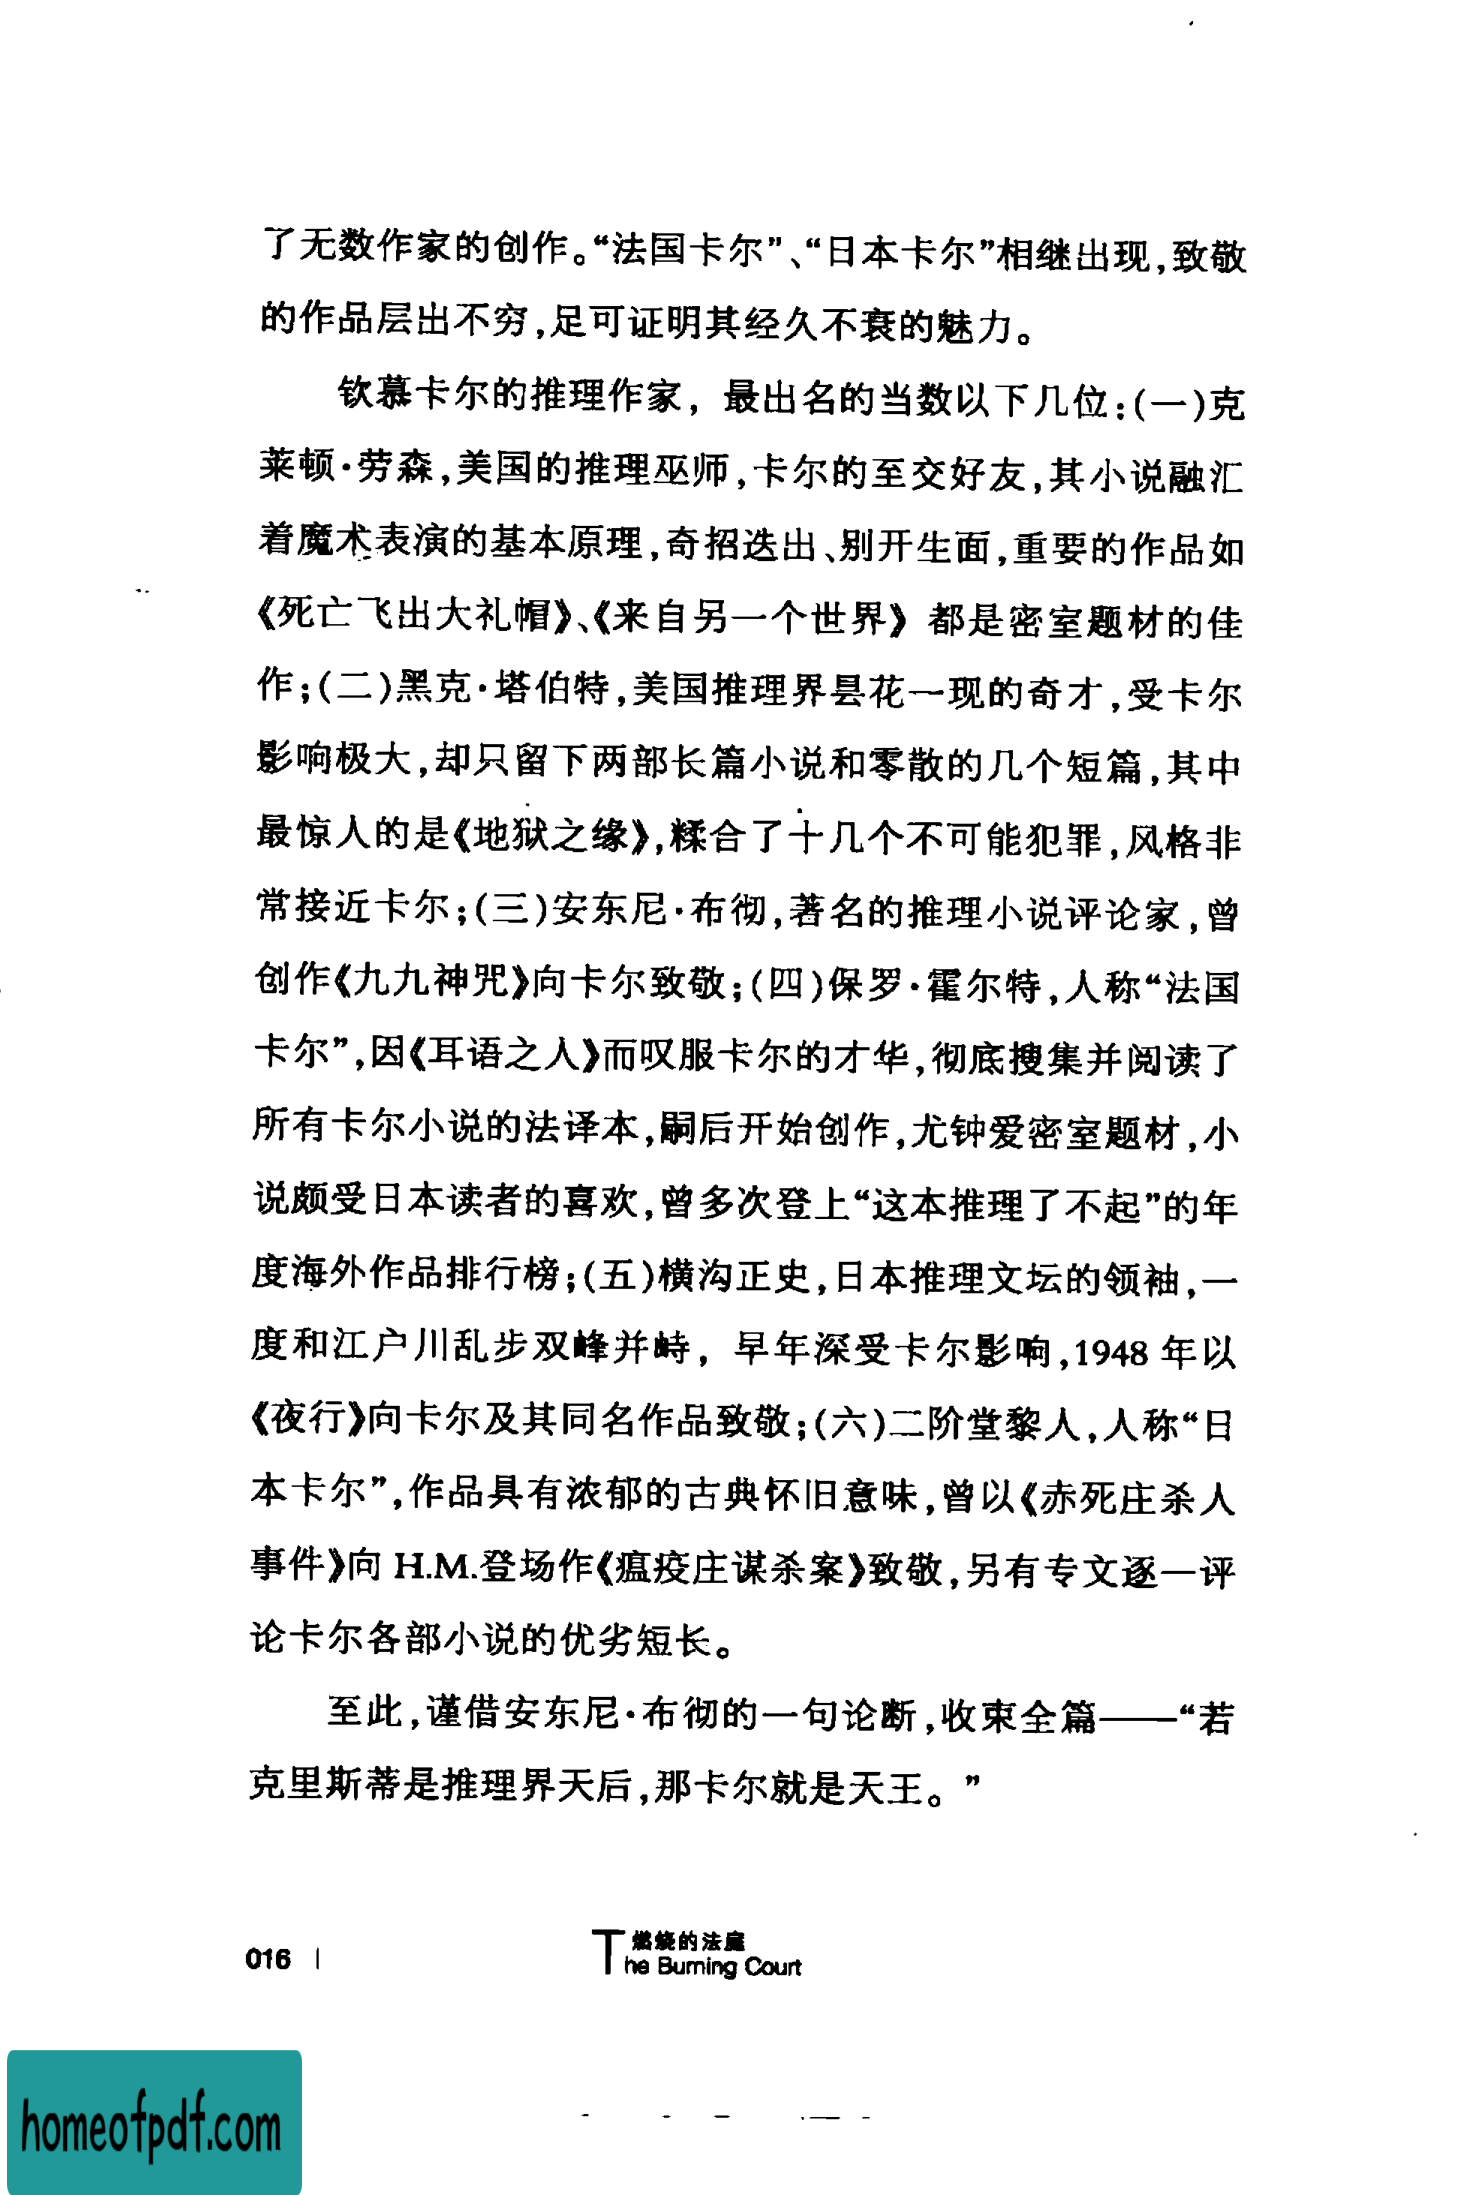 了无数作家的创作。“法国卡尔”、“日本卡尔”相继出现,致敬
的作品层出不穷,足可证明其经久不衰的魅力。
钦慕卡尔的推理作家，最出名的当数以下几位:(一)克
莱顿·劳森,美国的推理巫师,卡尔的至交好友,其小说融汇
着魔术表演的基本原理,奇招迭出、别开生面,重要的作品如
《死亡飞出大礼帽》、《来自另一个世界》都是密室题材的佳
作;(二)黑克·塔伯特,美国推理界昙花一现的奇才,受卡尔
影响极大,却只留下两部长篇小说和零散的几个短篇,其中
最惊人的是《地狱之缘》,糅合了十几个不可能犯罪,风格非
常接近卡尔;(三)安东尼·布彻,著名的推理小说评论家,曾
创作《九九神咒》向卡尔致敬;(四)保罗·霍尔特,人称“法国
卡尔”,因《耳语之人》而叹服卡尔的才华,彻底搜集并阅读了
所有卡尔小说的法译本,嗣后开始创作,尤钟爱密室题材,小
说颇受日本读者的喜欢,曾多次登上“这本推理了不起”的年
度海外作品排行榜;(五)横沟正史,日本推理文坛的领袖,一
度和江户川乱步双峰并峙，早年深受卡尔影响,1948 年以
《夜行》向卡尔及其同名作品致敬;(六)二阶堂黎人,人称“日
本卡尔”,作品具有浓郁的古典怀旧意味,曾以《赤死庄杀人
事件》向 H.M.登场作《瘟疫庄谋杀案》致敬,另有专文逐一评
论卡尔各部小说的优劣短长。
至此,谨借安东尼·布彻的一句论断,收束全篇——“若
克里斯蒂是推理界天后,那卡尔就是天王。”
燃烧的法庭
016 | The Burning Court
homeofpdf.com